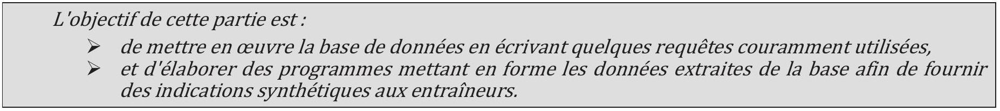 L'objectif de cette partie est :
➢ de mettre en œuvre la base de données en écrivant quelques requêtes couramment utilisées,
➢ et d'élaborer des programmes mettant en forme les données extraites de la base afin de fournir
des indications synthétiques aux entraîneurs.